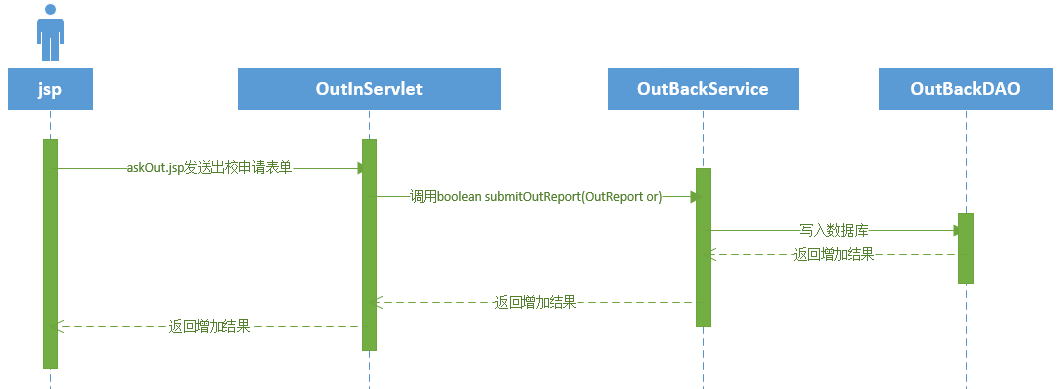 jsp
OutInServlet
OutBackService
OutBackDAO
askOut.jsp发送出校申请表单
调用boolean submitOutReport(OutReport or)
写入数据库
返回增加结果
返回增加结果
返回增加结果